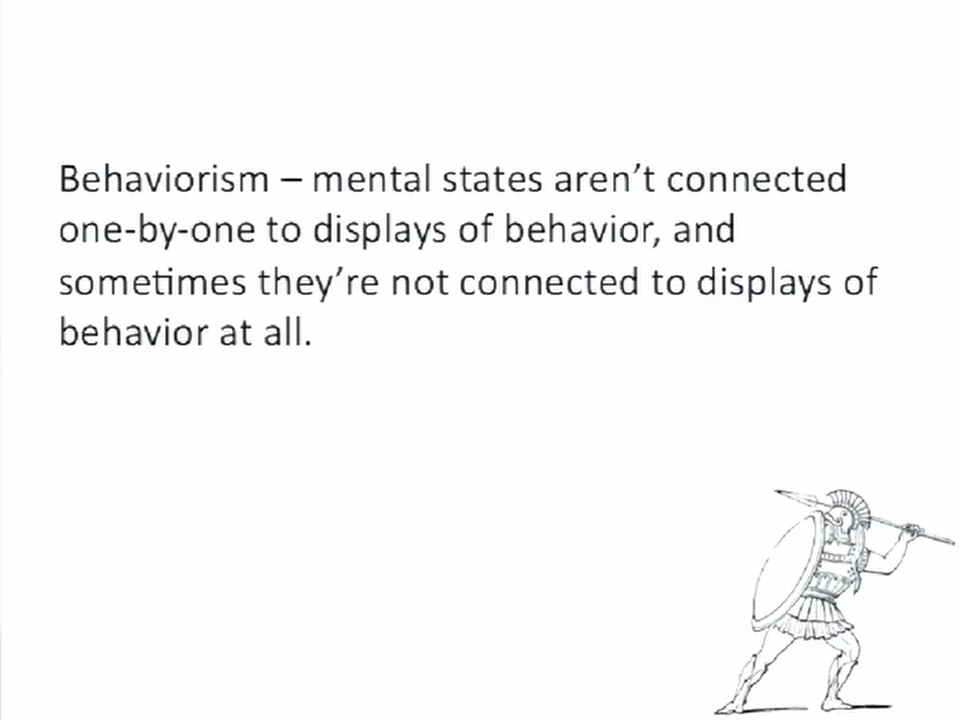 Behaviorism – mental states aren’t connected
one-by-one to displays of behavior, and
sometimes they’re not connected to displays of
behavior at all.